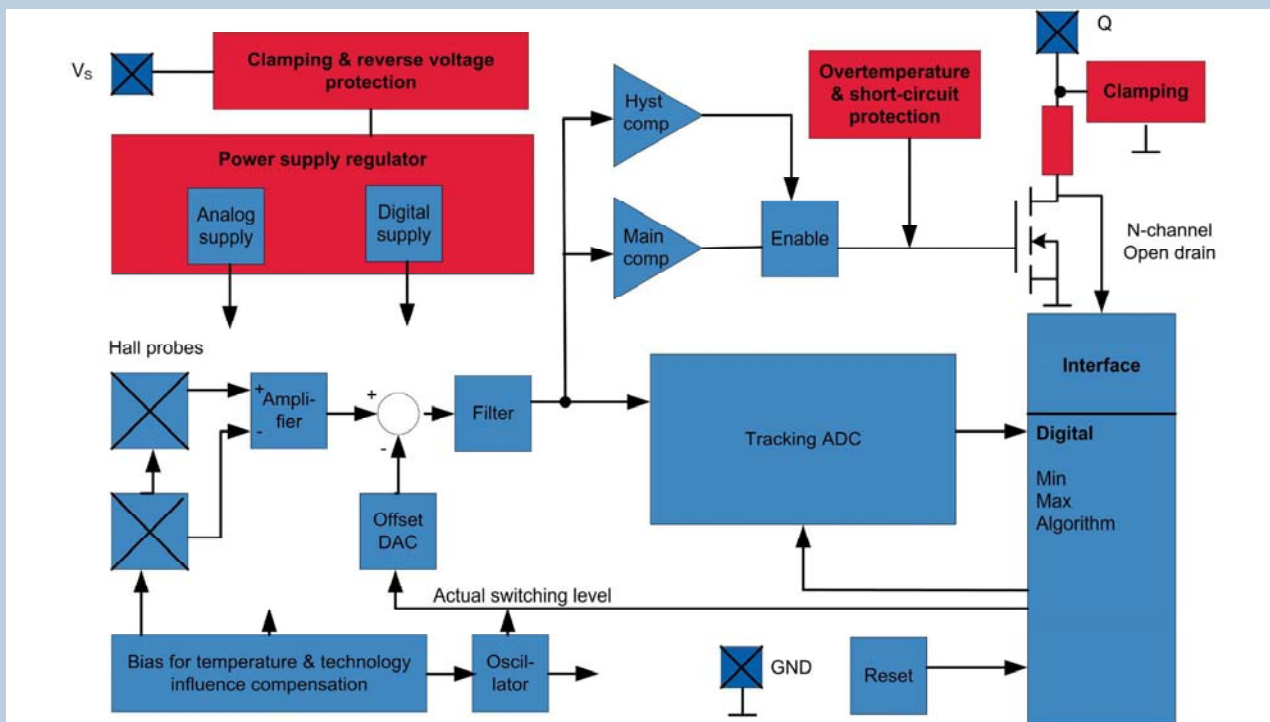 Q
Vs
Clamping & reverse voltage
protection
Hyst
comp
Overtemperature
& short-circuit
protection
Clamping
Power supply regulator
Analog
supply
Digital
supply
Main
comp
Enable
N-channel
Open drain
Hall probes
+
-
Ampli-
fier
+
-
Filter
Tracking ADC
Interface
Digital
Min
Max
Algorithm
Offset
DAC
Actual switching level
Bias for temperature & technology
influence compensation
Oscil-
lator
GND
Reset